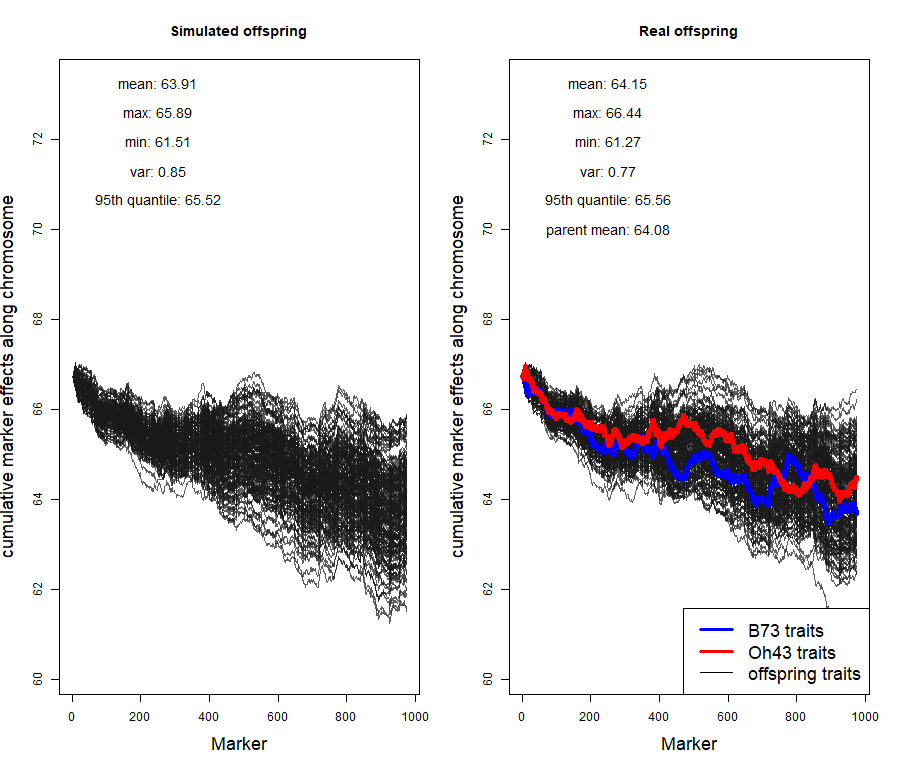 Simulated offspring
mean: 63.91
max: 65.89
min: 61.51
var: 0.85
95th quantile: 65.52
cumulative marker effects along chromosome
72
70
68
66
64
62
60
0
200
400
600
800
1000
Marker
Real offspring
mean: 64.15
max: 66.44
min: 61.27
var: 0.77
95th quantile: 65.56
parent mean: 64.08
cumulative marker effects along chromosome
72
70
68
66
64
62
60
B73 traits
Oh43 traits
offspring traits
0
200
400
600
800
1000
Marker